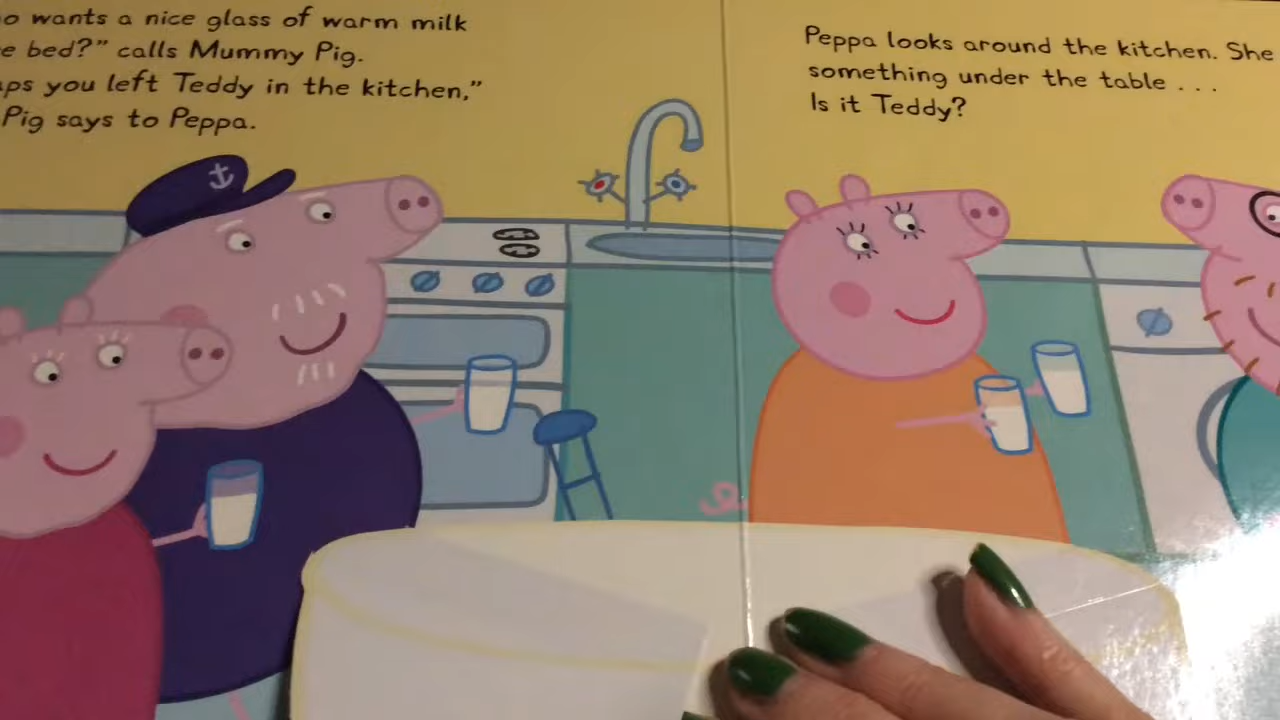 o wants a nice glass of warm milk
e bed?" calls Mummy Pig.
ps you left Teddy in the kitchen,"
Pig says to Peppa.
Peppa looks around the kitchen. She
something under the table . . .
Is it Teddy?